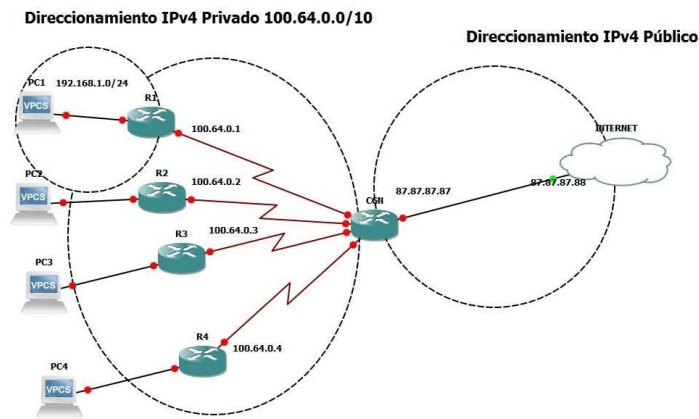 Direccionamiento IPv4 Privado 100.64.0.0/10
Direccionamiento IPv4 Público
192.168.1.0/24
PC1
R1
VPCS
100.64.0.1
INTERNET
PC2
R2
100.64.0.2
VPCS
87.87.87.87
87.87.87.88
CGN
R3
100.64.0.3
PC3
VPCS
R4
100.64.0.4
PC4
VPCS